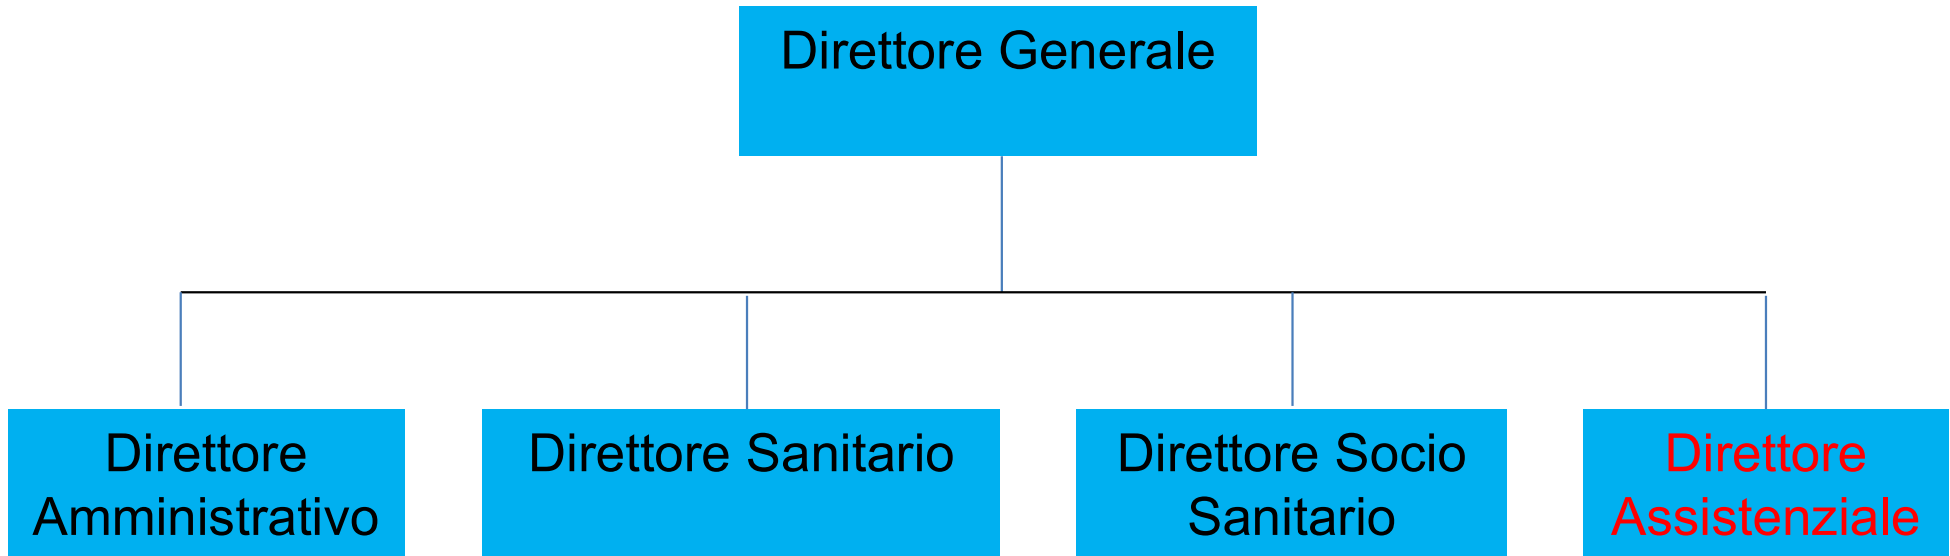 Direttore Generale
Direttore
Amministrativo
Direttore Sanitario
Direttore Socio
Sanitario
Direttore
Assistenziale